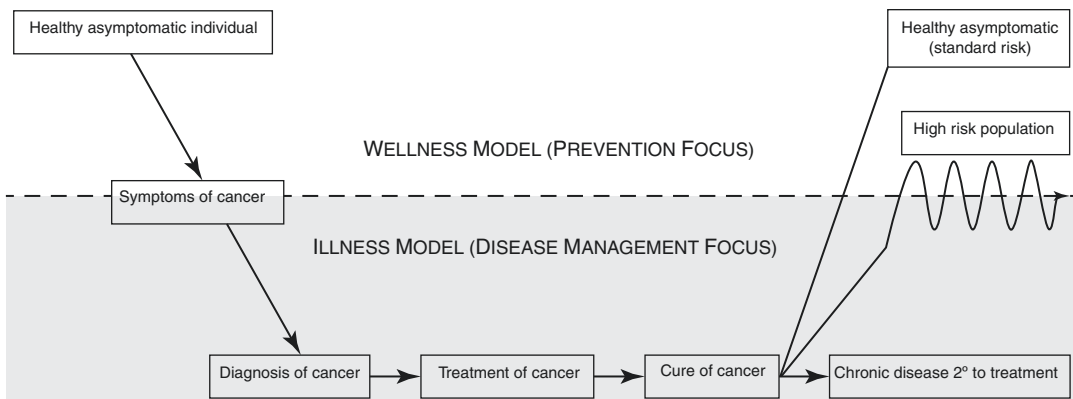 Healthy asymptomatic individual
Healthy asymptomatic
(standard risk)
High risk population
WELLNESS MODEL (PREVENTION FOCUS)
Symptoms of cancer
ILLNESS MODEL (DISEASE MANAGEMENT FOCUS)
Diagnosis of cancer
Treatment of cancer
Cure of cancer
Chronic disease 2º to treatment